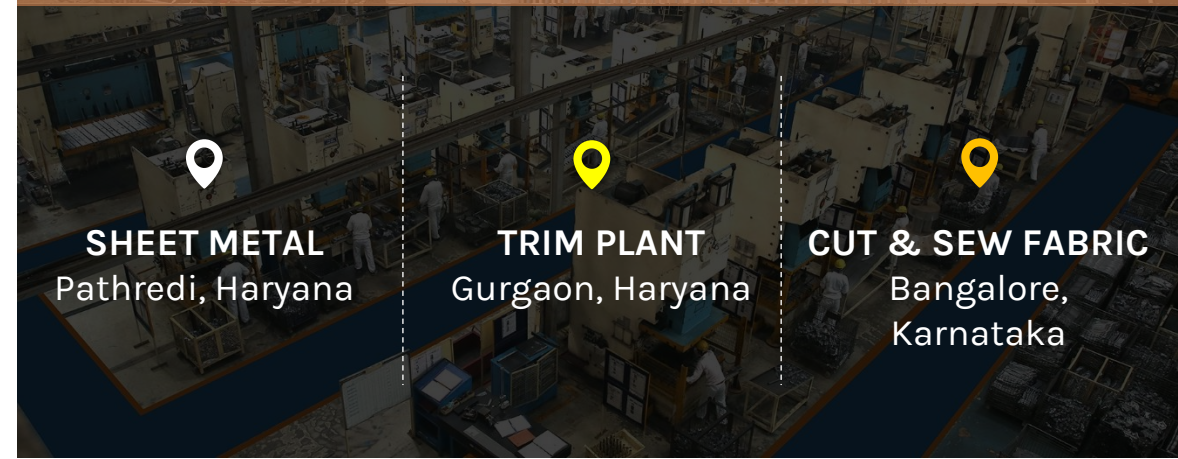 SHEET METAL
Pathredi, Haryana
TRIM PLANT
Gurgaon, Haryana
CUT & SEW FABRIC
Bangalore,
Karnataka